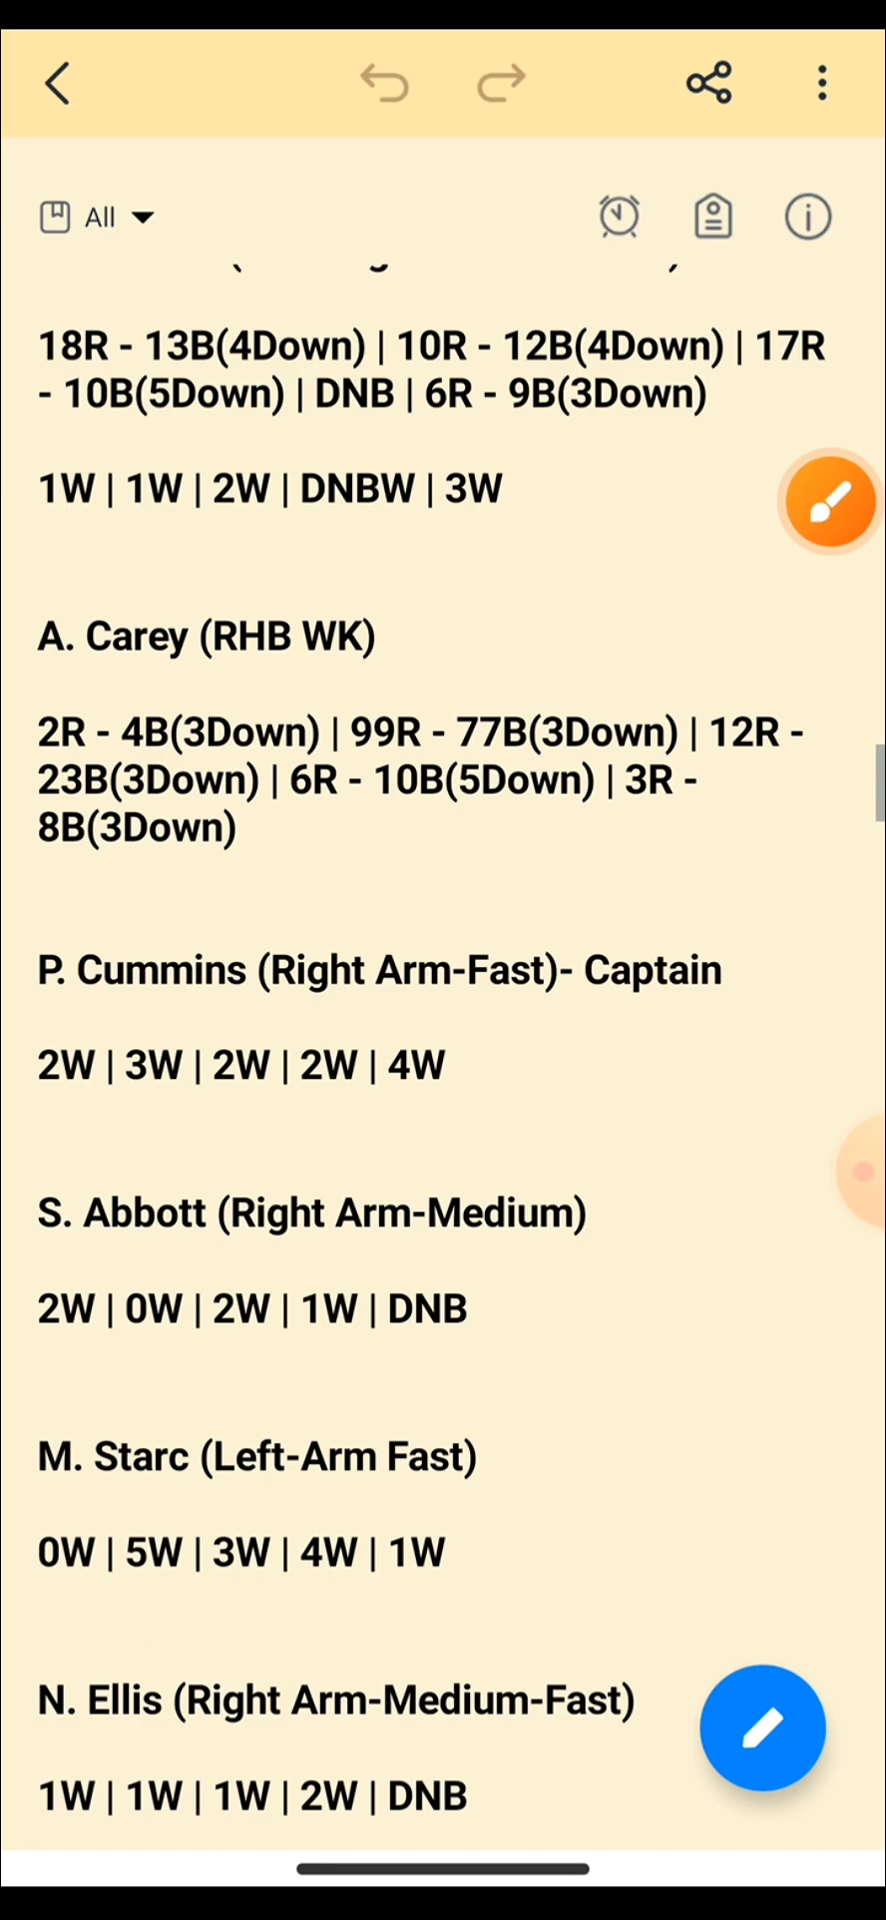 All
18R - 13B(4Down) | 10R - 12B(4Down) | 17R
- 10B(5Down) | DNB | 6R - 9B(3Down)
1W | 1W | 2W | DNBW | 3W
A. Carey (RHB WK)
2R - 4B(3Down) | 99R - 77B(3Down) | 12R -
23B(3Down) | 6R - 10B(5Down) | 3R -
8B(3Down)
P. Cummins (Right Arm-Fast)- Captain
2W | 3W | 2W | 2W | 4W
S. Abbott (Right Arm-Medium)
2W | 0W | 2W | 1W | DNB
M. Starc (Left-Arm Fast)
0W | 5W | 3W | 4W | 1W
N. Ellis (Right Arm-Medium-Fast)
1W | 1W | 1W | 2W | DNB